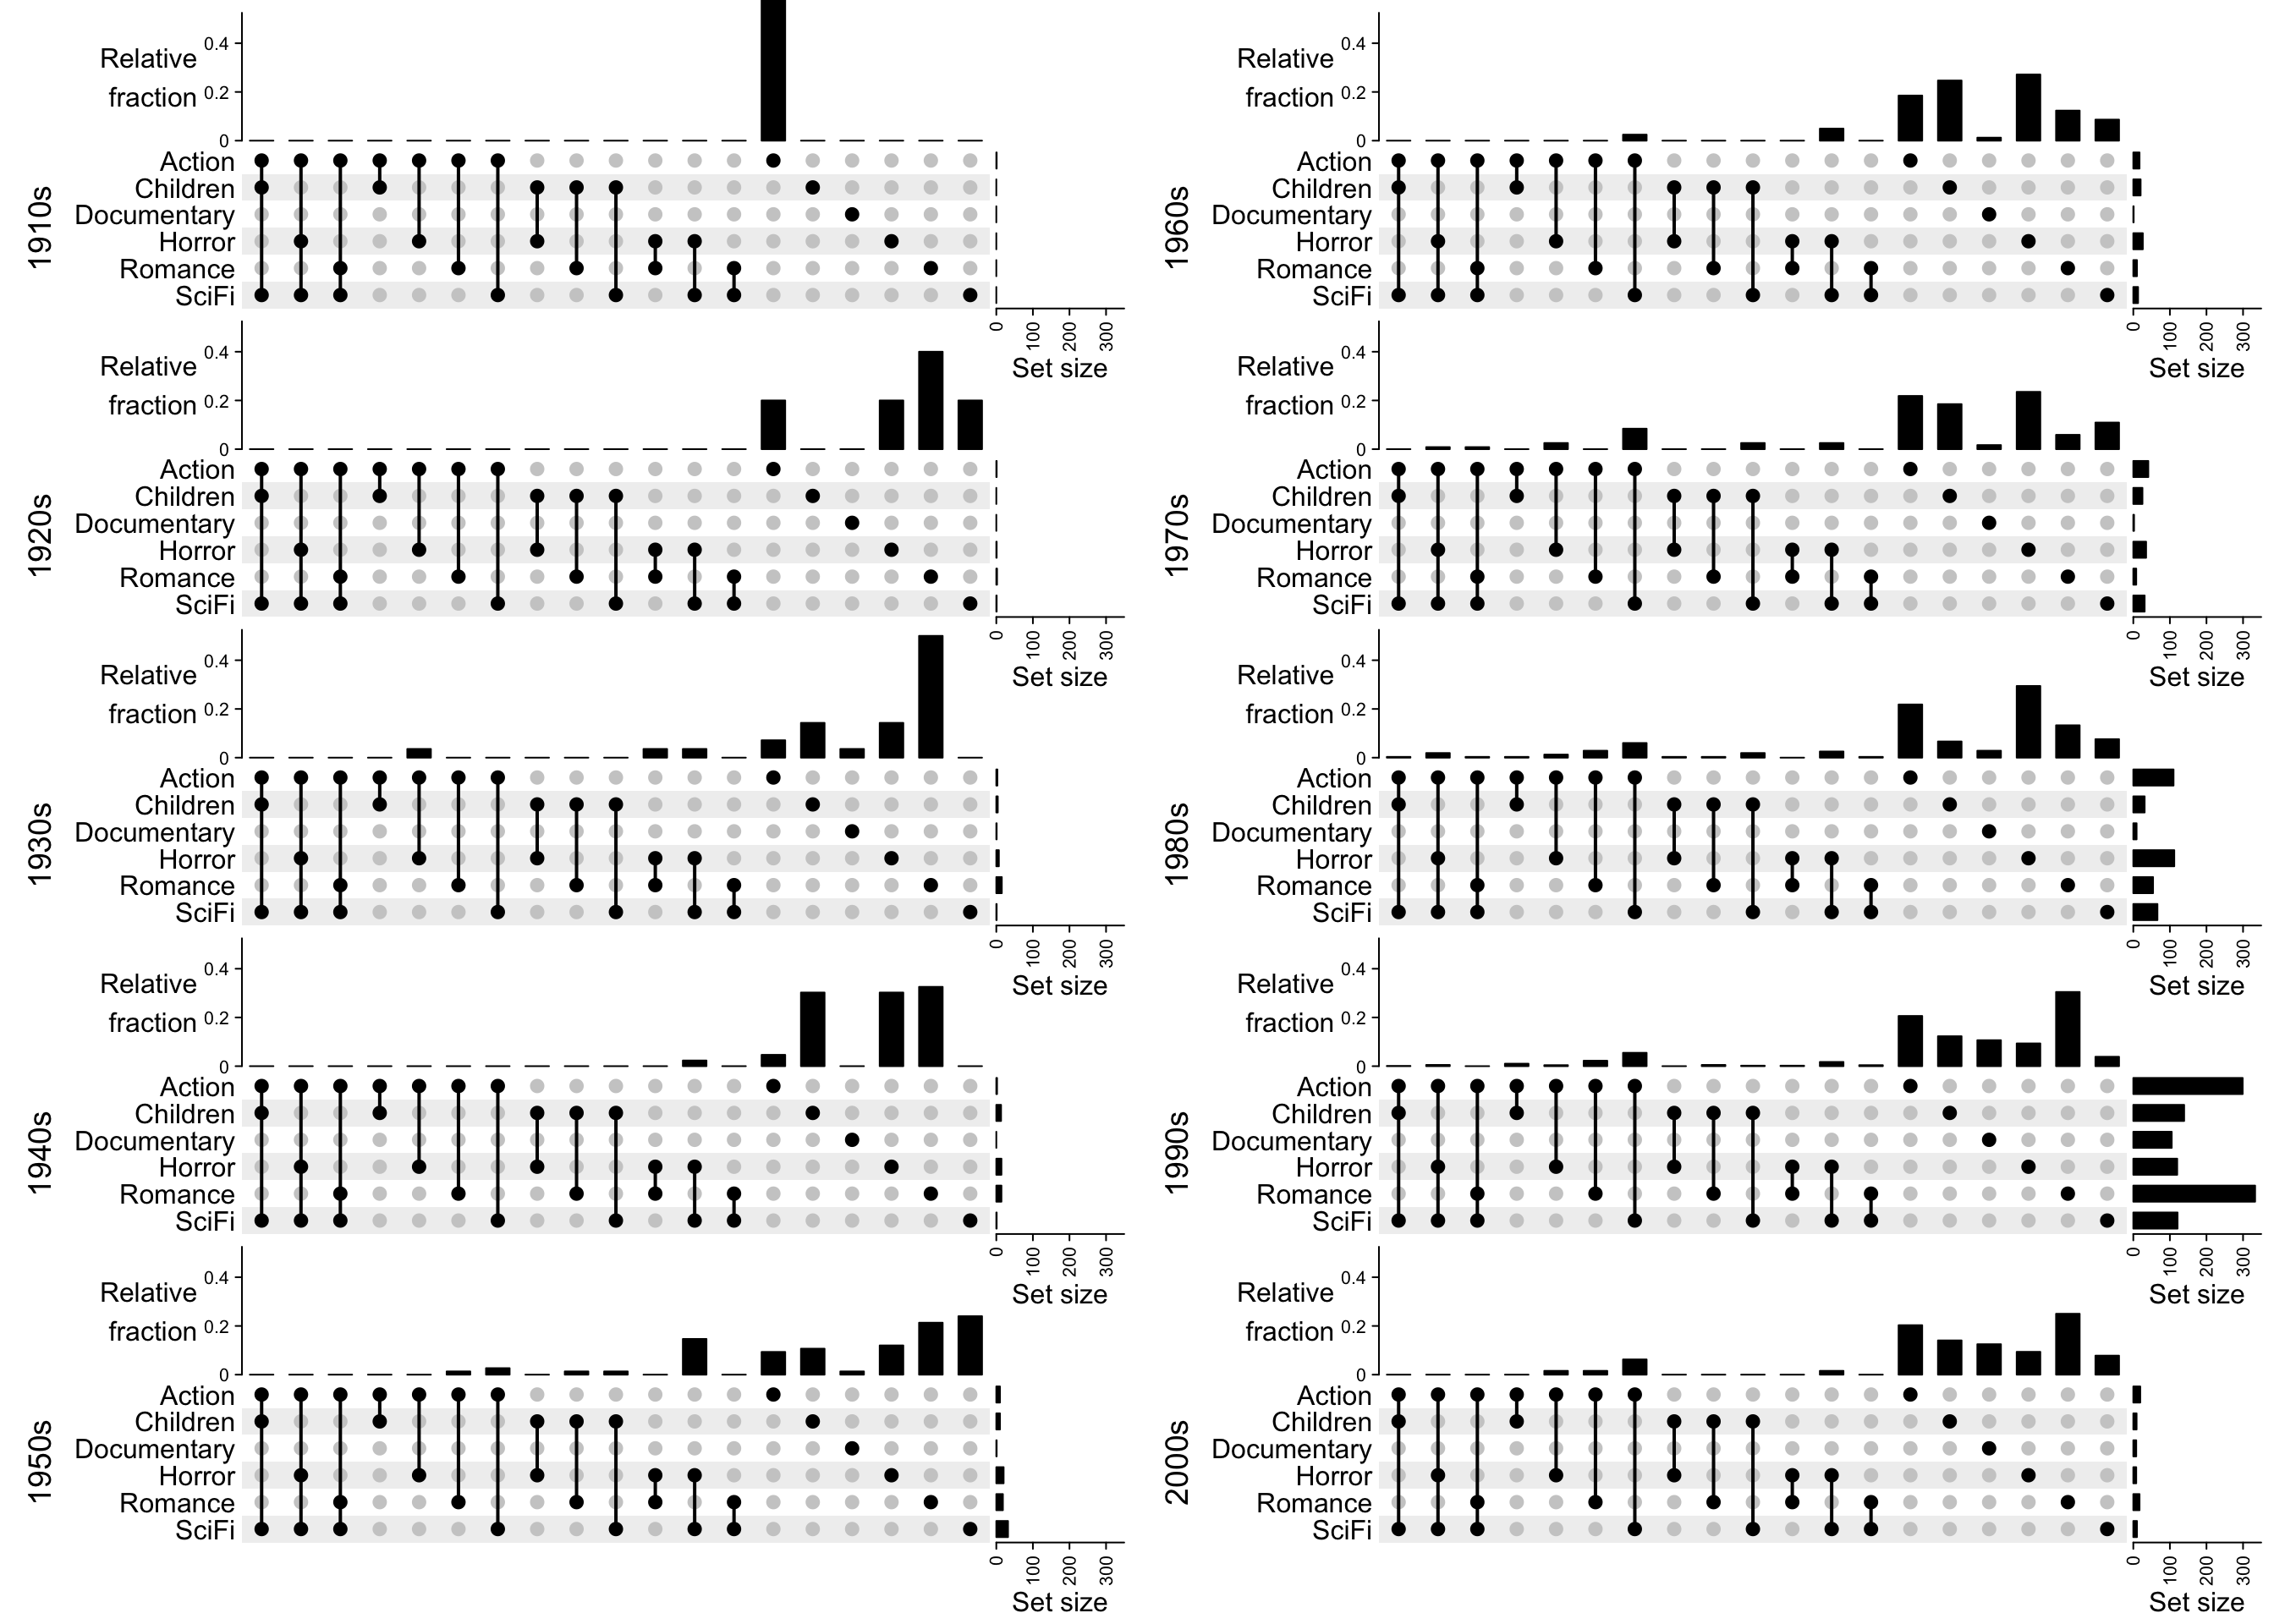 1910s
Relative
fraction
0.4
0.2
0
Action
Children
Documentary
Horror
Romance
SciFi
0 100 200 300
Set size
1920s
Relative
fraction
0.4
0.2
0
Action
Children
Documentary
Horror
Romance
SciFi
0 100 200 300
Set size
1930s
Relative
fraction
0.4
0.2
0
Action
Children
Documentary
Horror
Romance
SciFi
0 100 200 300
Set size
1940s
Relative
fraction
0.4
0.2
0
Action
Children
Documentary
Horror
Romance
SciFi
0 100 200 300
Set size
1950s
Relative
fraction
0.4
0.2
0
Action
Children
Documentary
Horror
Romance
SciFi
0 100 200 300
Set size
1960s
Relative
fraction
0.4
0.2
0
Action
Children
Documentary
Horror
Romance
SciFi
0 100 200 300
Set size
1970s
Relative
fraction
0.4
0.2
0
Action
Children
Documentary
Horror
Romance
SciFi
0 100 200 300
Set size
1980s
Relative
fraction
0.4
0.2
0
Action
Children
Documentary
Horror
Romance
SciFi
0 100 200 300
Set size
1990s
Relative
fraction
0.4
0.2
0
Action
Children
Documentary
Horror
Romance
SciFi
0 100 200 300
Set size
2000s
Relative
fraction
0.4
0.2
0
Action
Children
Documentary
Horror
Romance
SciFi
0 100 200 300
Set size